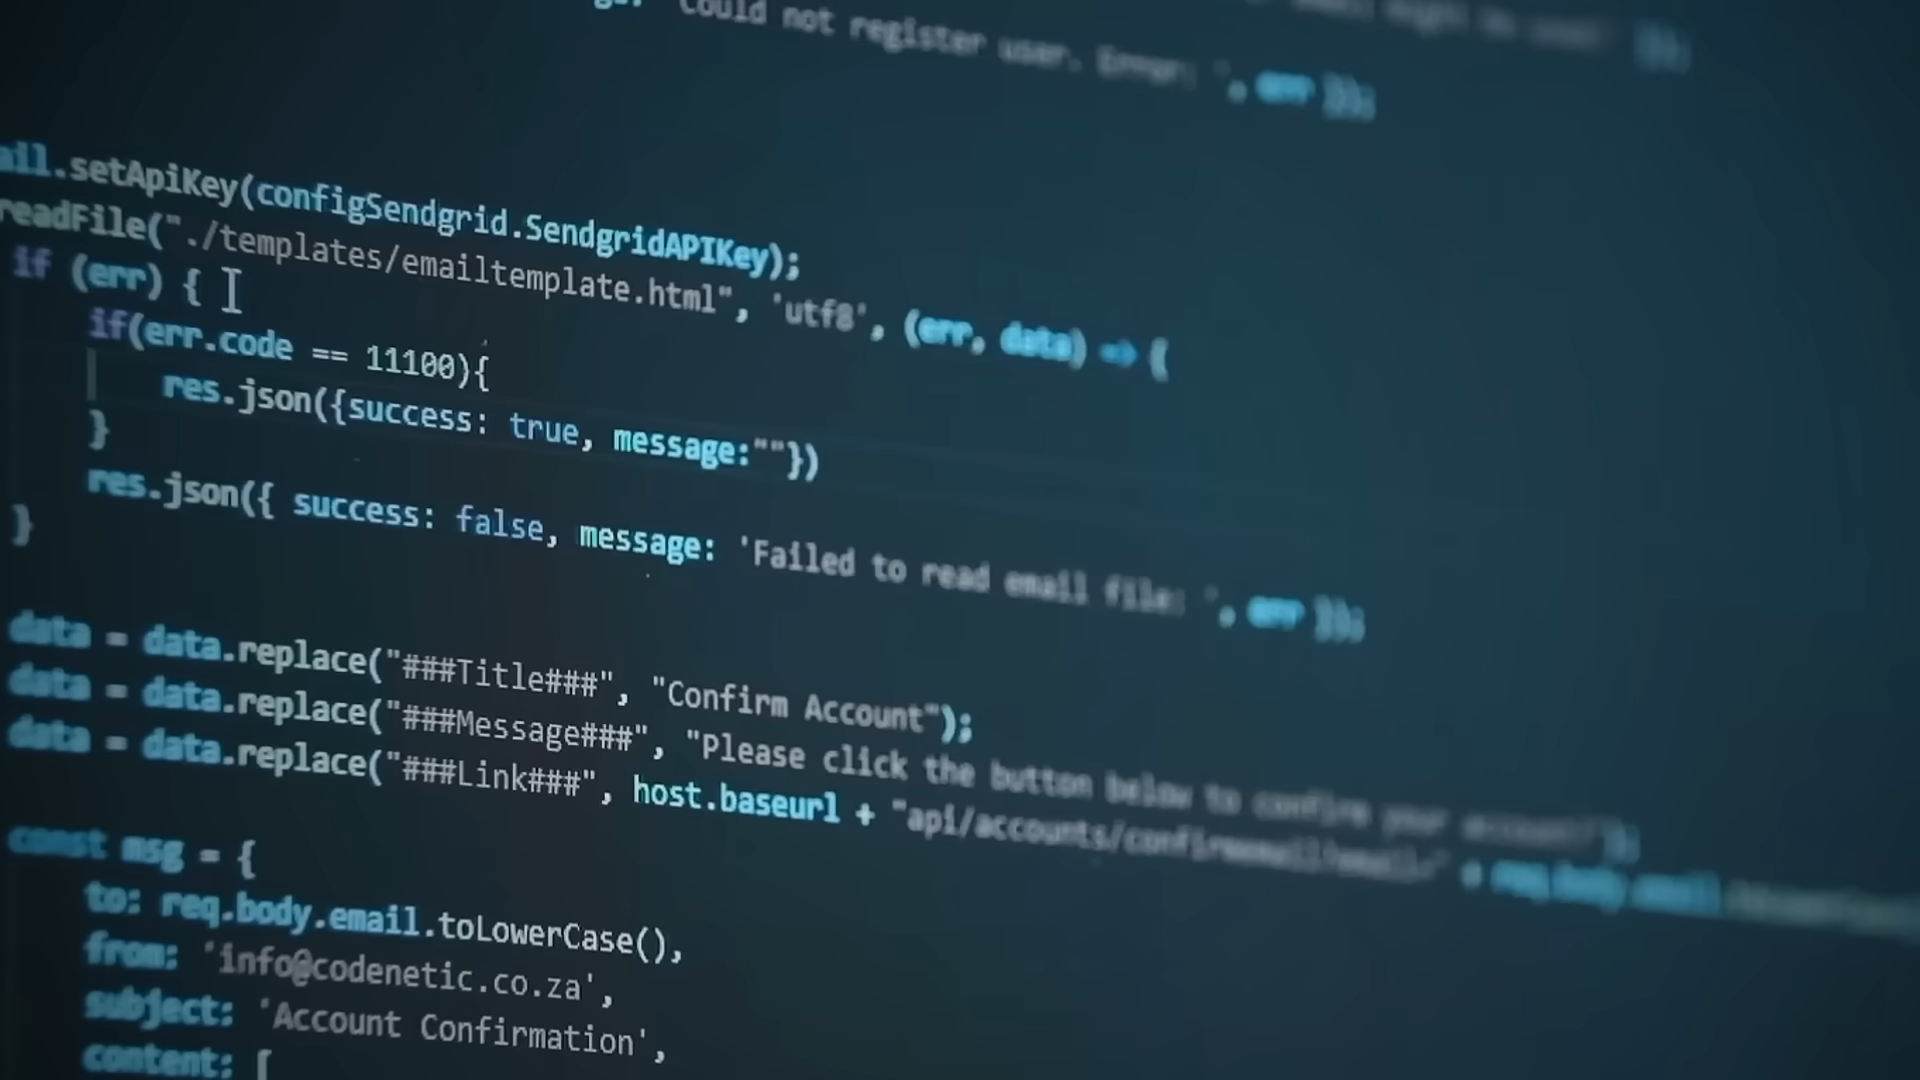 Could not register user. Error: ', err });
ail.setApiKey(configSendgrid.SendgridAPIKey);
readFile("./templates/emailtemplate.html", 'utf8', (err, data) => {
if (err) {
if(err.code == 11100){
res.json({success: true, message:""})
}
res.json({ success: false, message: 'Failed to read email file: ', err });
}
data = data.replace("###Title###", "Confirm Account");
data = data.replace("###Message###", "Please click the button below to confirm your account!");
data = data.replace("###Link###", host.baseurl + "api/accounts/confirmemail?email=" + req.body.email
const msg = {
to: req.body.email.toLowerCase(),
from: 'info@codenetic.co.za',
subject: 'Account Confirmation',
content: [